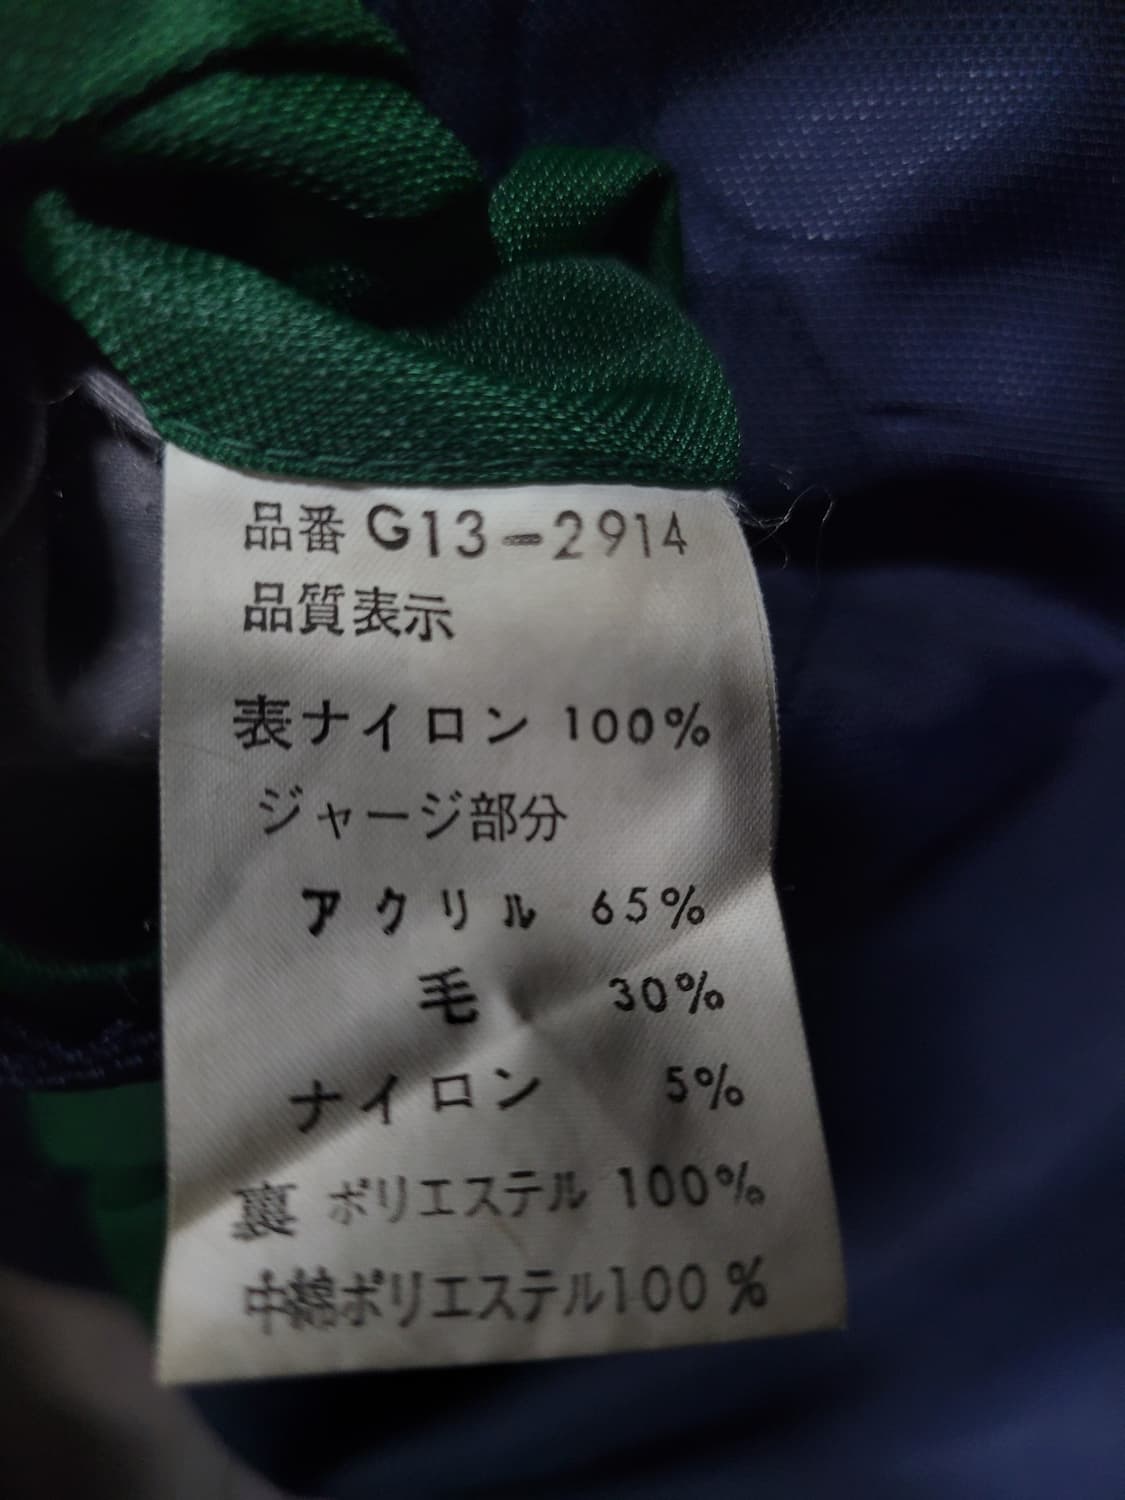 品番 G13-2914
品質表示
表ナイロン 100%
ジャージ部分
アクリル 65%
毛 30%
ナイロン 5%
裏 ポリエステル 100%
中綿ポリエステル100%